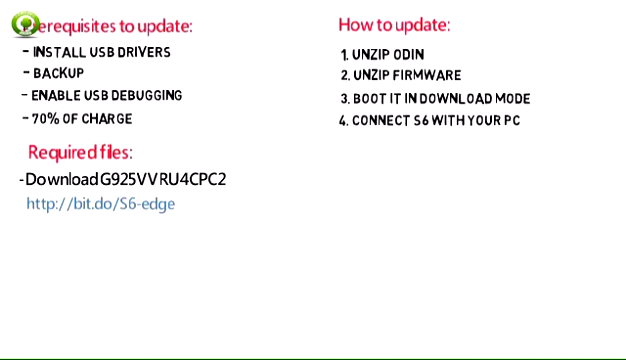 Prerequisites to update:
- INSTALL USB DRIVERS
- BACKUP
- ENABLE USB DEBUGGING
- 70% OF CHARGE
Required files:
-Download G925VVRU4CPC2
http://bit.do/S6-edge
How to update:
1. UNZIP ODIN
2. UNZIP FIRMWARE
3. BOOT IT IN DOWNLOAD MODE
4. CONNECT S6 WITH YOUR PC